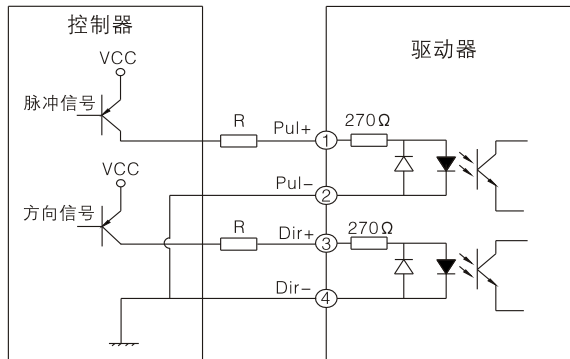 控制器
驱动器
VCC
脉冲信号
R
Pul+
1
270Ω
VCC
Pul-
2
方向信号
R
Dir+
3
270Ω
Dir-
4